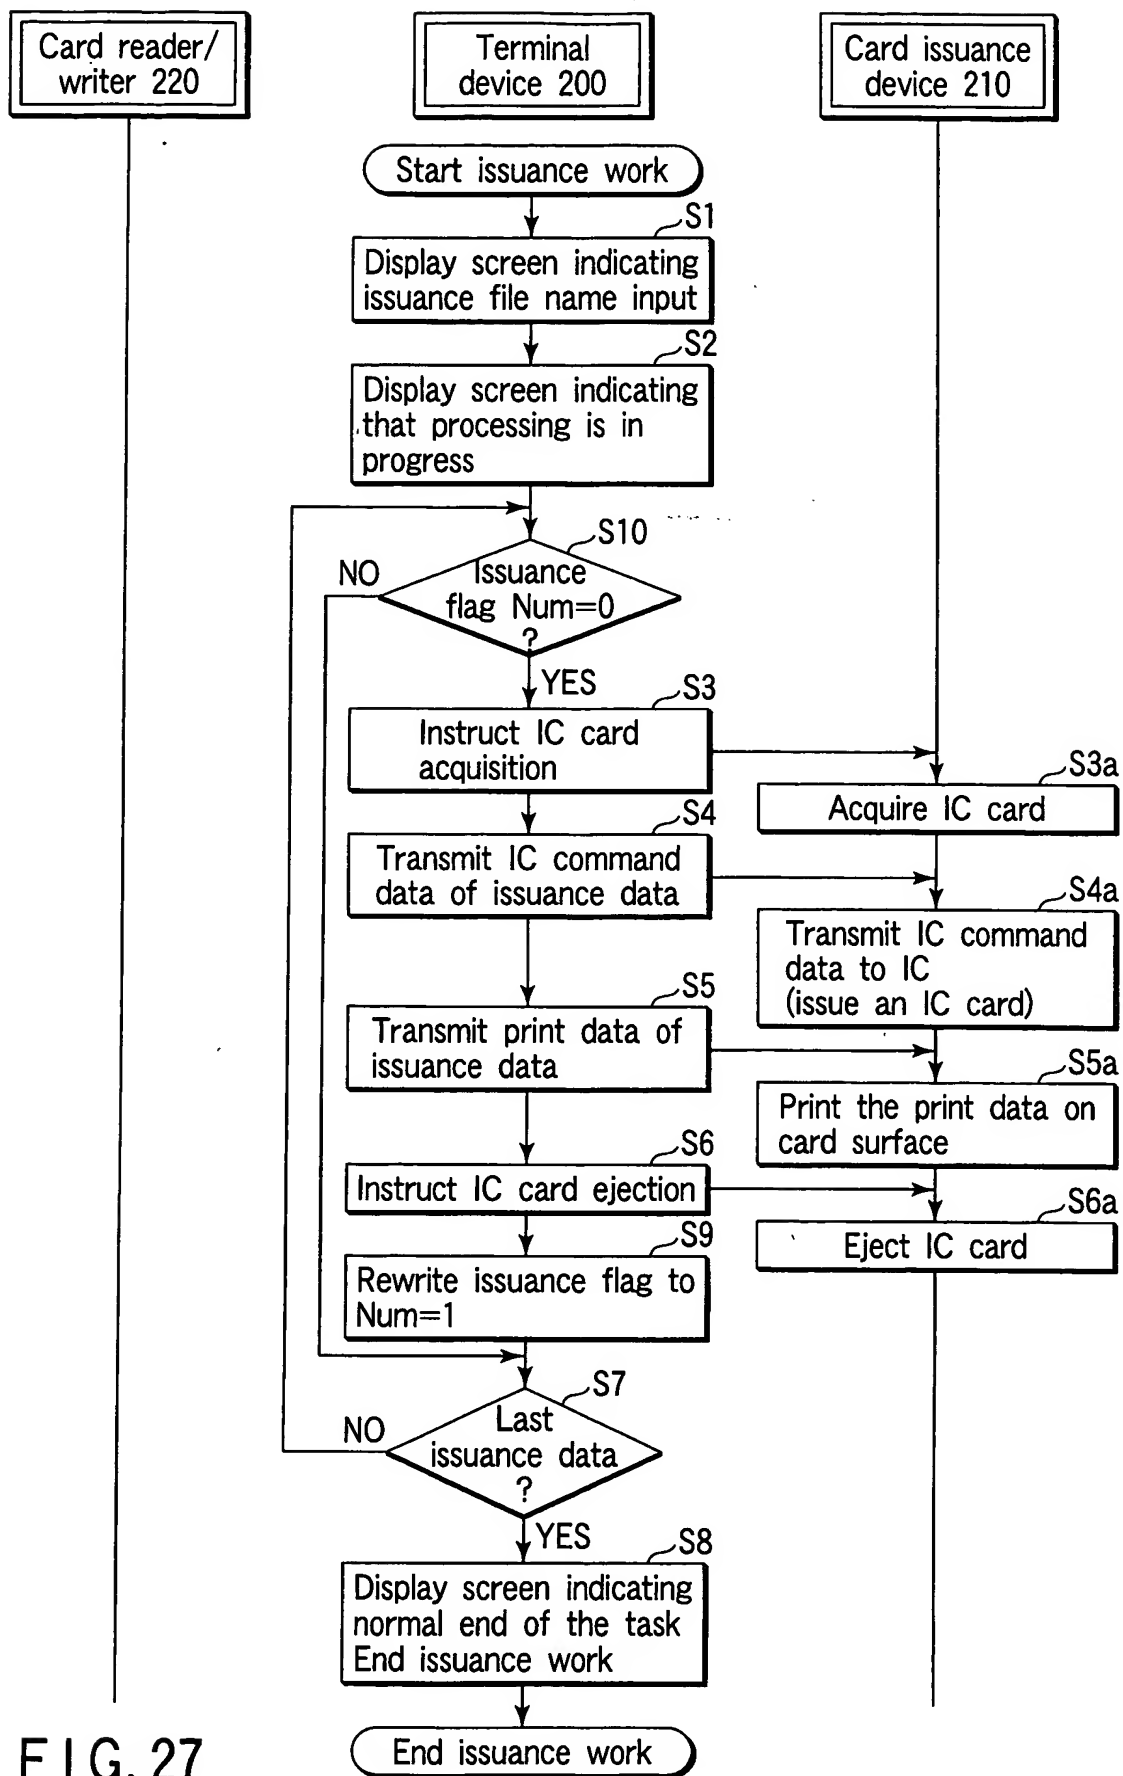 Card reader/
writer 220
Terminal
device 200
Card issuance
device 210
Start issuance work
S1
Display screen indicating
issuance file name input
S2
Display screen indicating
that processing is in
progress
S10
NO
Issuance
flag Num=0
?
YES
S3
Instruct IC card
acquisition
S3a
Acquire IC card
S4
Transmit IC command
data of issuance data
S4a
Transmit IC command
data to IC
(issue an IC card)
S5
Transmit print data of
issuance data
S5a
Print the print data on
card surface
S6
Instruct IC card ejection
S6a
Eject IC card
S9
Rewrite issuance flag to
Num=1
S7
NO
Last
issuance data
?
YES
S8
Display screen indicating
normal end of the task
End issuance work
End issuance work
FIG. 27